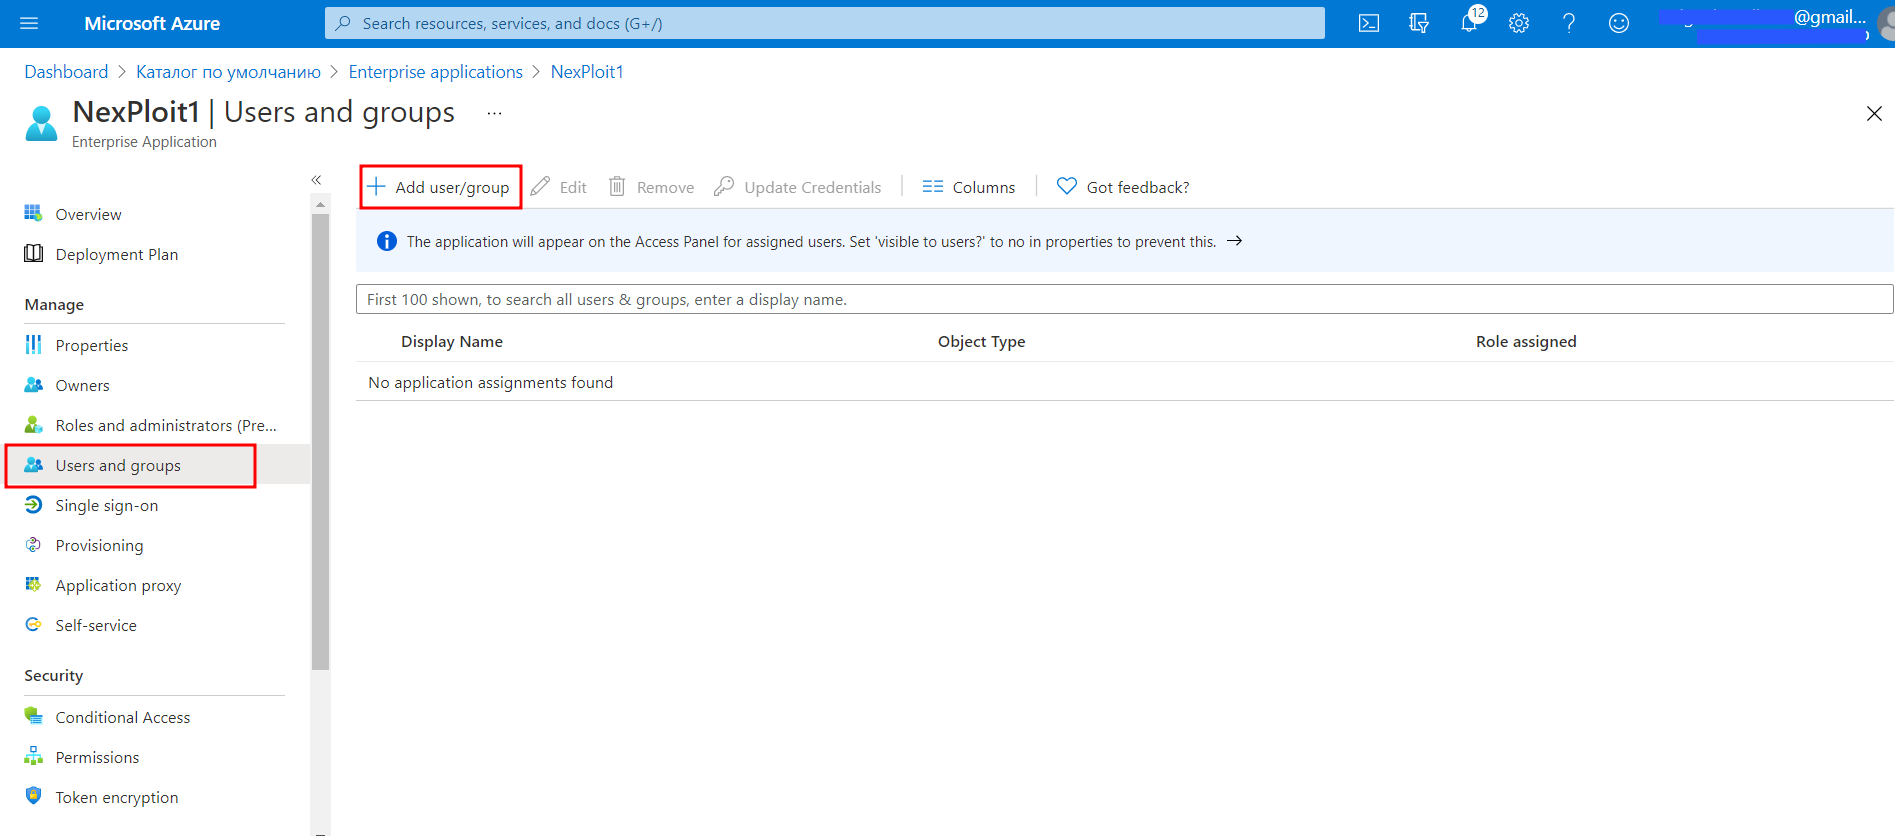 Microsoft Azure
Search resources, services, and docs (G+/)
12
@gmail...
Dashboard > Каталог по умолчанию > Enterprise applications > NexPloit1
NexPloit1 | Users and groups ...
Enterprise Application
«
Overview
Deployment Plan
Manage
Properties
Owners
Roles and administrators (Pre...
Users and groups
Single sign-on
Provisioning
Application proxy
Self-service
Security
Conditional Access
Permissions
Token encryption
Add user/group Edit Remove Update Credentials Columns Got feedback?
The application will appear on the Access Panel for assigned users. Set 'visible to users?' to no in properties to prevent this. →
First 100 shown, to search all users & groups, enter a display name.
Display Name Object Type Role assigned
No application assignments found